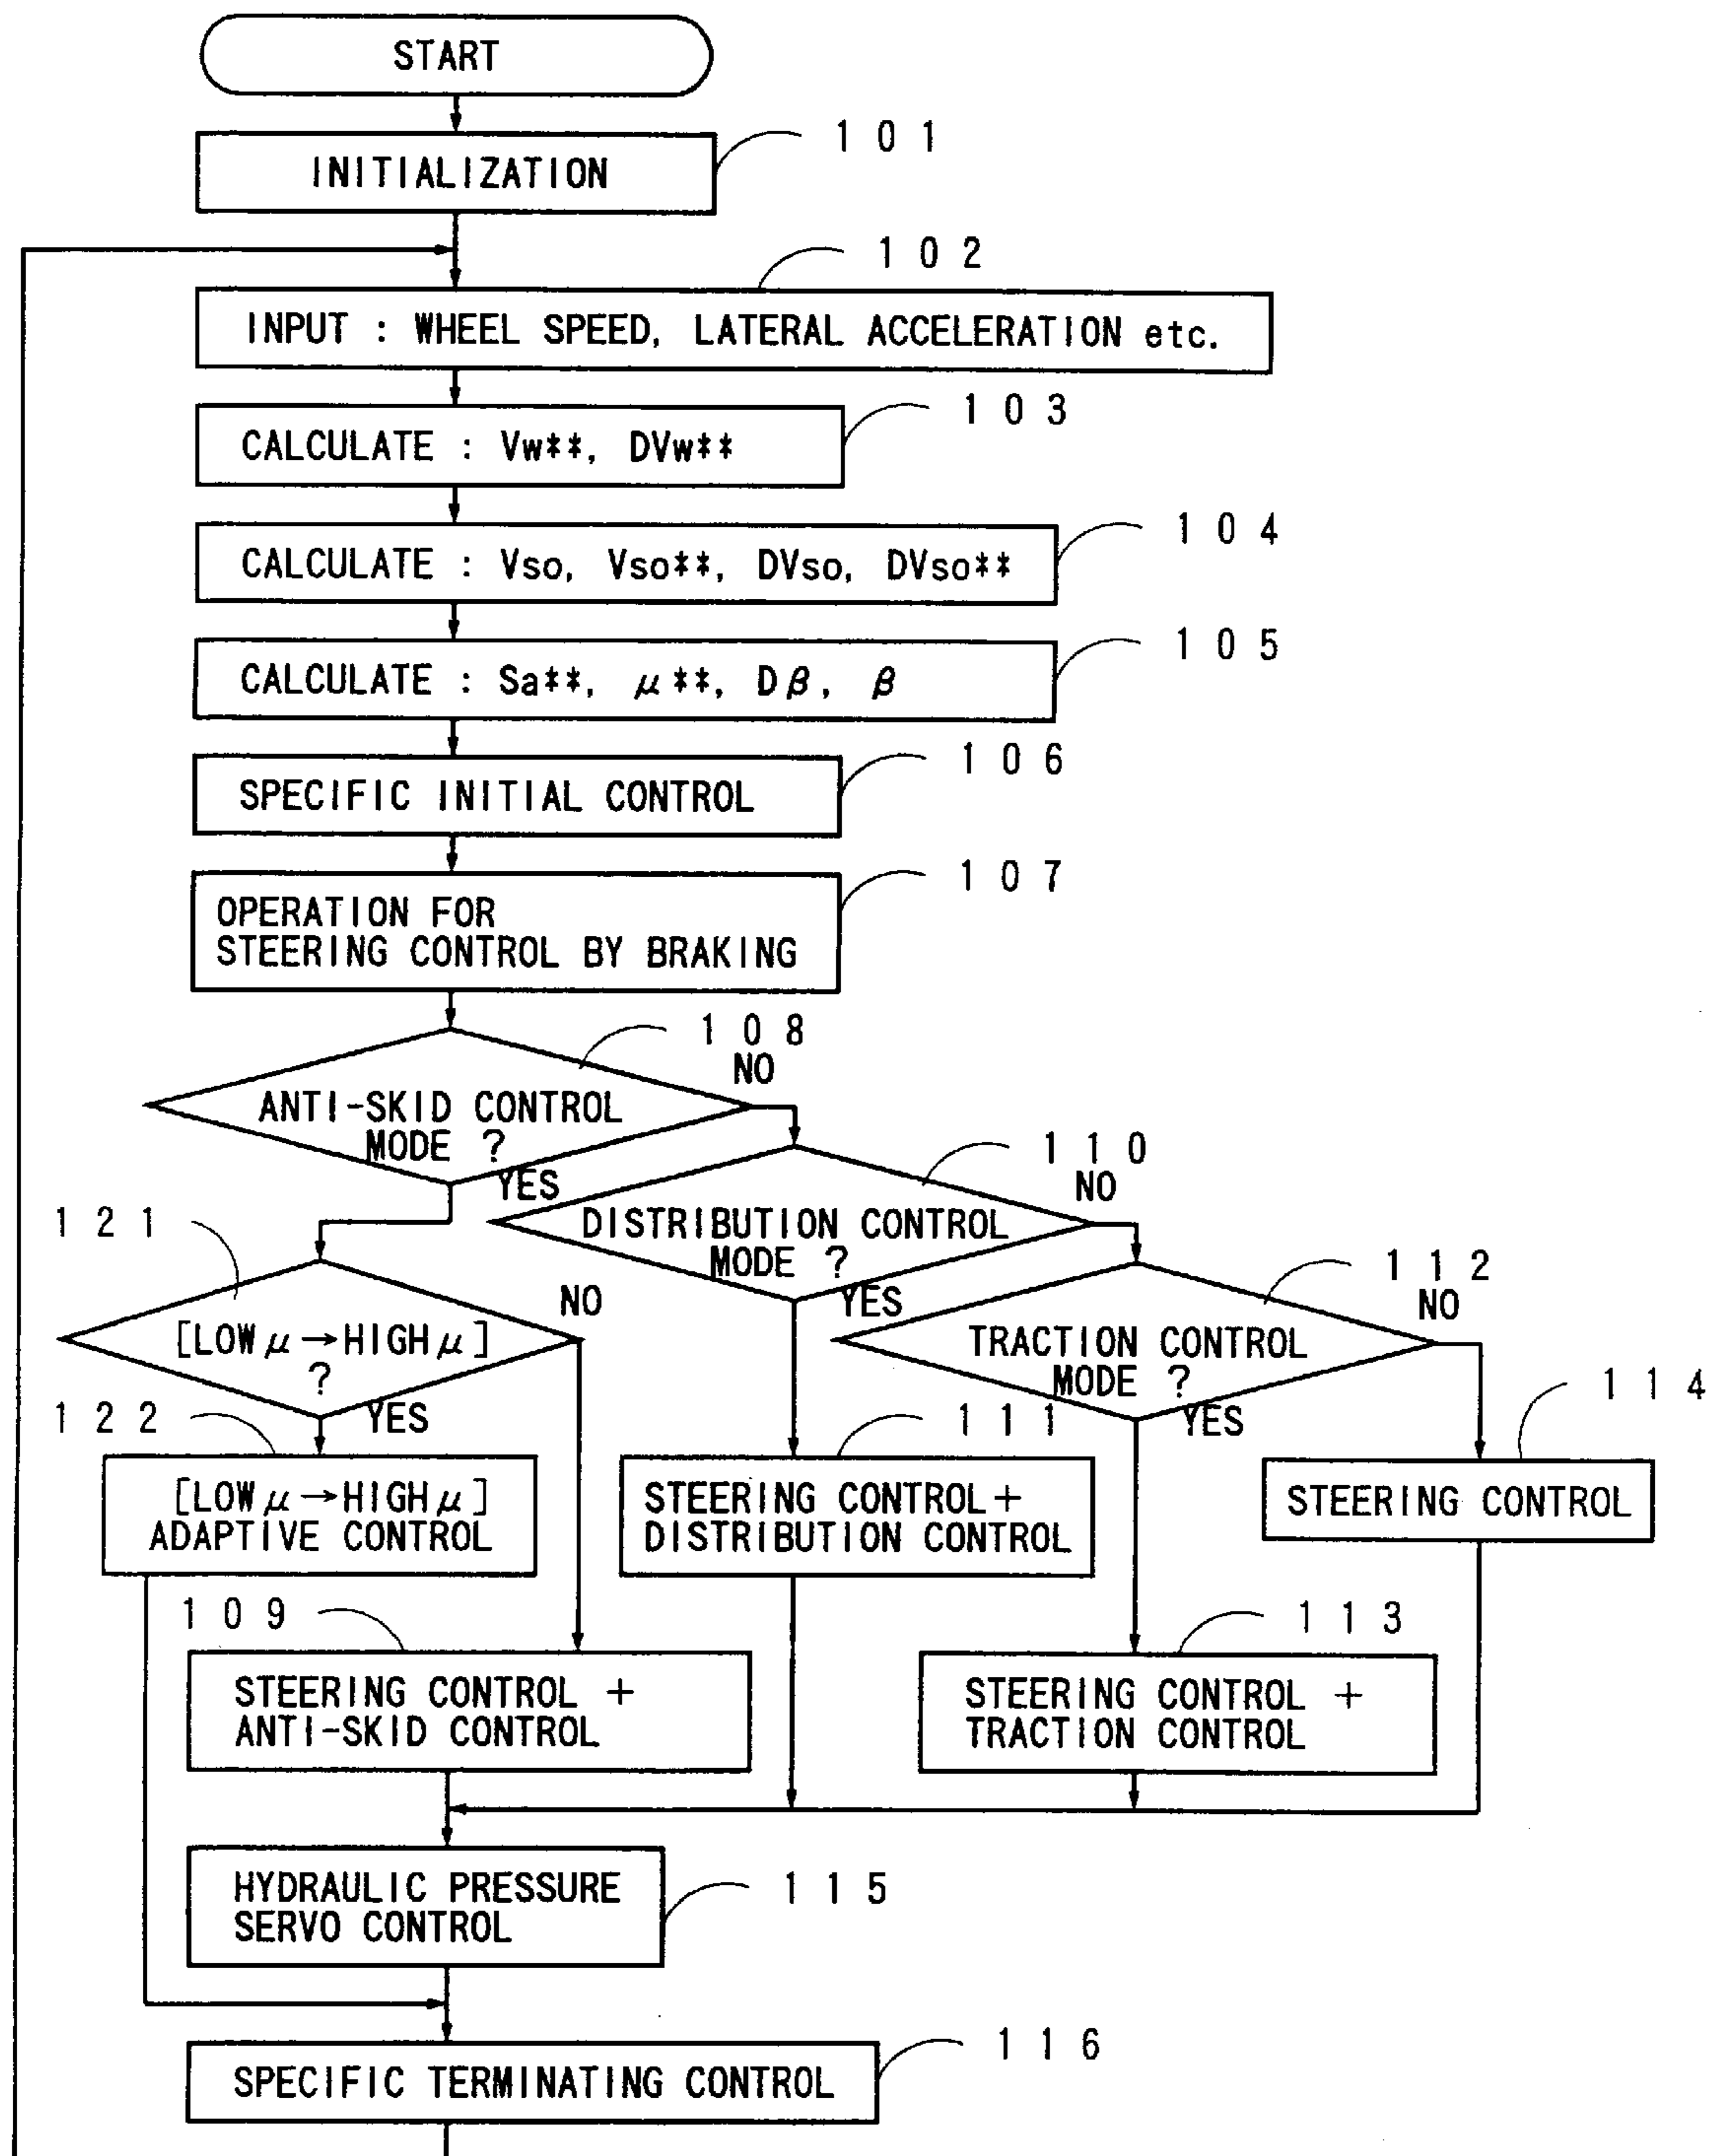 START
101
INITIALIZATION
102
INPUT : WHEEL SPEED, LATERAL ACCELERATION etc.
103
CALCULATE : Vw**, DVw**
104
CALCULATE : Vso, Vso**, DVso, DVso**
105
CALCULATE : Sa**, μ**, Dβ, β
106
SPECIFIC INITIAL CONTROL
107
OPERATION FOR
STEERING CONTROL BY BRAKING
108
NO
ANTI-SKID CONTROL
MODE ?
YES
110
NO
DISTRIBUTION CONTROL
MODE ?
YES
121
NO
[LOWμ→HIGHμ]
?
YES
112
NO
TRACTION CONTROL
MODE ?
YES
122
[LOWμ→HIGHμ]
ADAPTIVE CONTROL
111
STEERING CONTROL+
DISTRIBUTION CONTROL
114
STEERING CONTROL
109
STEERING CONTROL +
ANTI-SKID CONTROL
113
STEERING CONTROL +
TRACTION CONTROL
115
HYDRAULIC PRESSURE
SERVO CONTROL
116
SPECIFIC TERMINATING CONTROL